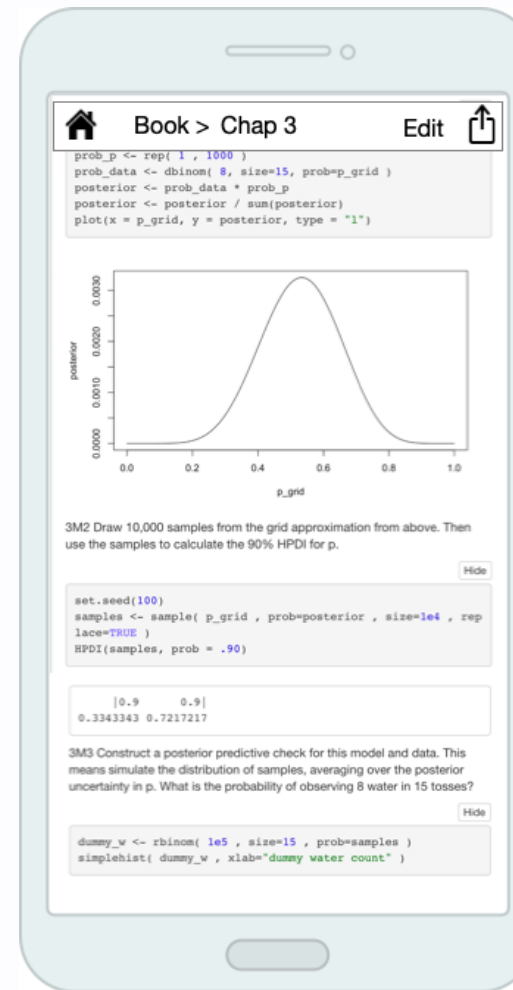 Book > Chap 3
Edit
prob_p <- rep( 1 , 1000 )
prob_data <- dbinom( 8, size=15, prob=p_grid )
posterior <- prob_data * prob_p
posterior <- posterior / sum(posterior)
plot(x = p_grid, y = posterior, type = "l")
posterior
0.0030
0.0020
0.0010
0.0000
0.0 0.2 0.4 0.6 0.8 1.0
p_grid
3M2 Draw 10,000 samples from the grid approximation from above. Then
use the samples to calculate the 90% HPDI for p.
Hide
set.seed(100)
samples <- sample( p_grid , prob=posterior , size=1e4 , rep
lace=TRUE )
HPDI(samples, prob = .90)
|0.9 0.9|
0.3343343 0.7217217
3M3 Construct a posterior predictive check for this model and data. This
means simulate the distribution of samples, averaging over the posterior
uncertainty in p. What is the probability of observing 8 water in 15 tosses?
Hide
dummy_w <- rbinom( 1e5 , size=15 , prob=samples )
simplehist( dummy_w , xlab="dummy water count" )